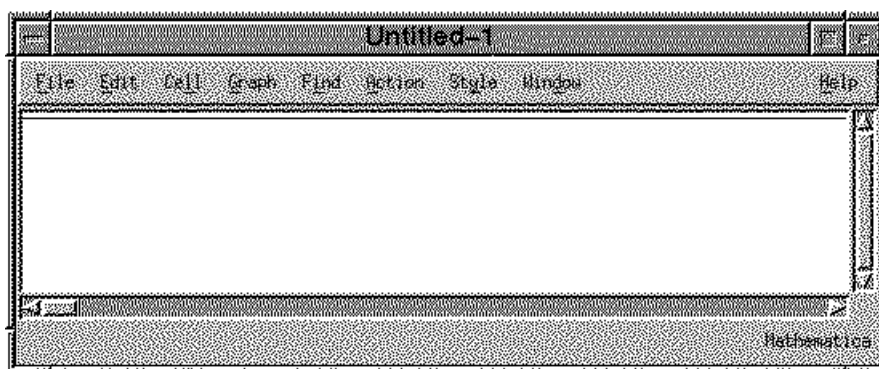 Untitled-1
File Edit Cell Graph Find Action Style Window Help
Mathematica